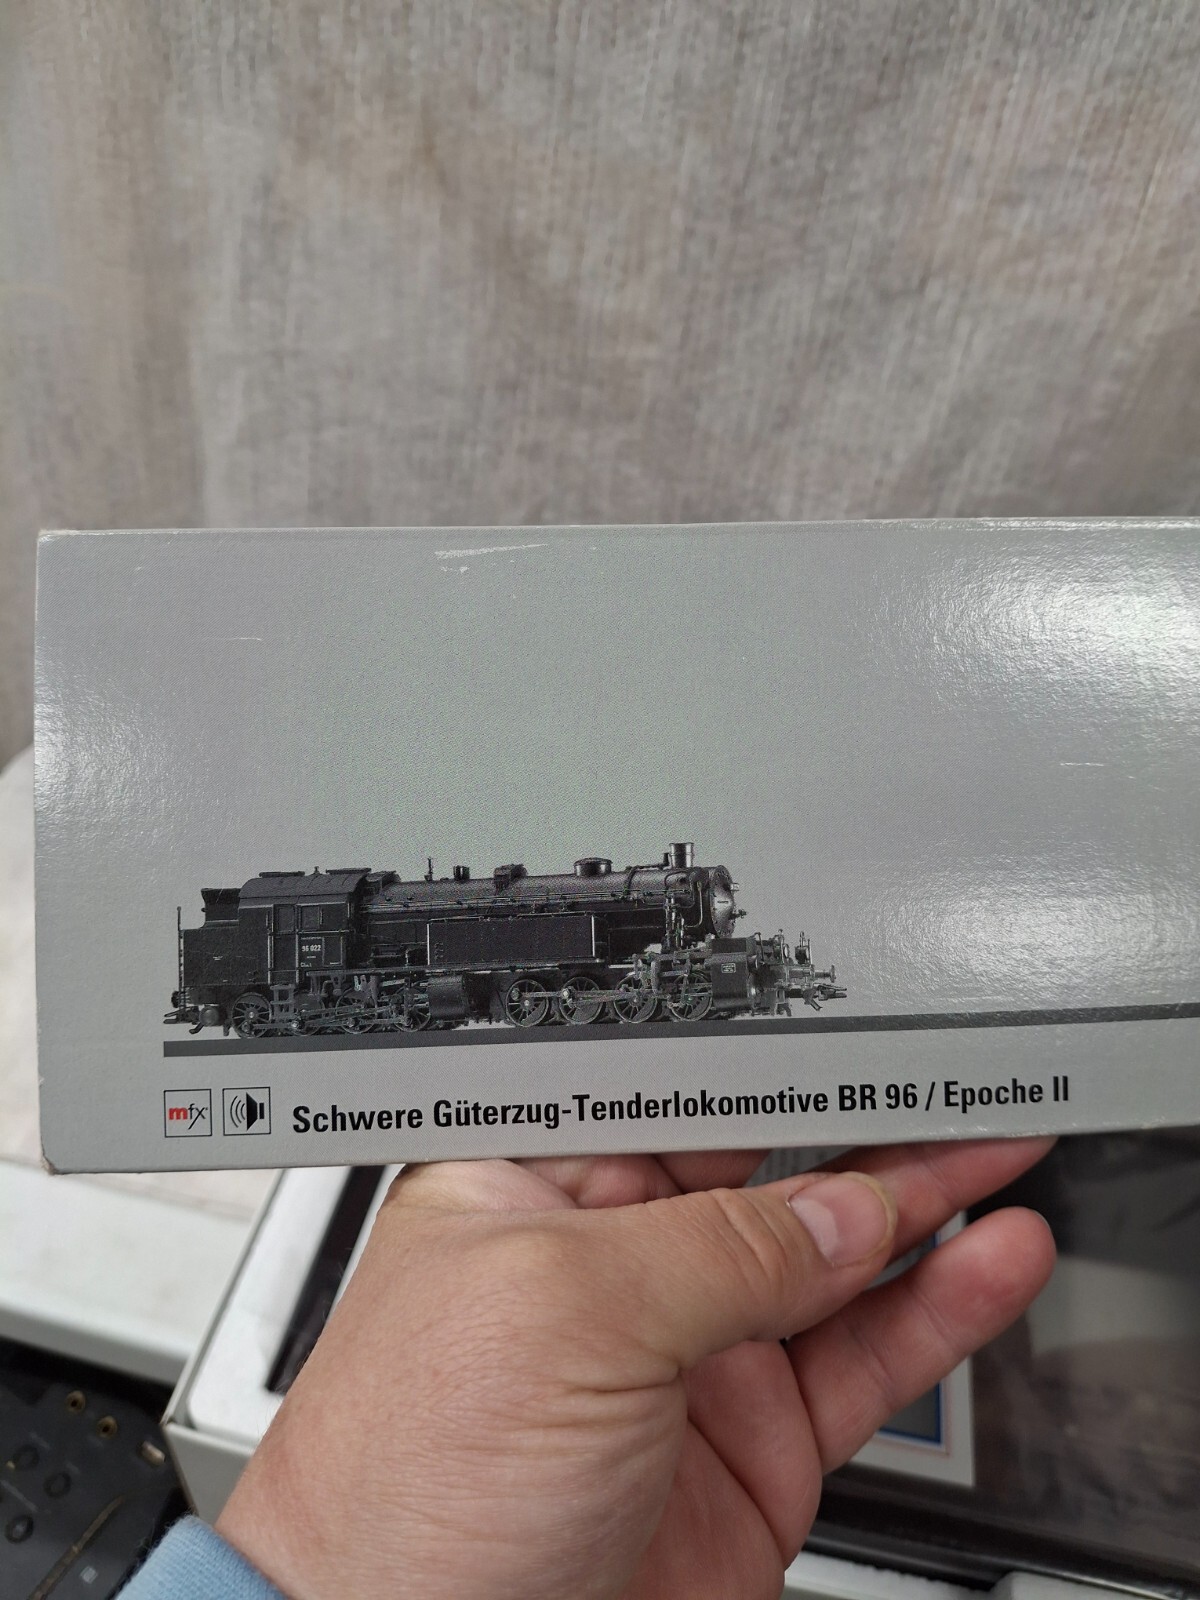 96 022
mfx
Schwere Güterzug-Tenderlokomotive BR 96 / Epoche II